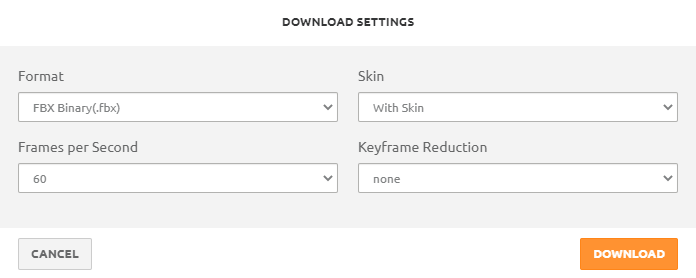 DOWNLOAD SETTINGS
Format
Skin
FBX Binary(.fbx)
With Skin
Frames per Second
Keyframe Reduction
60
none
CANCEL
DOWNLOAD